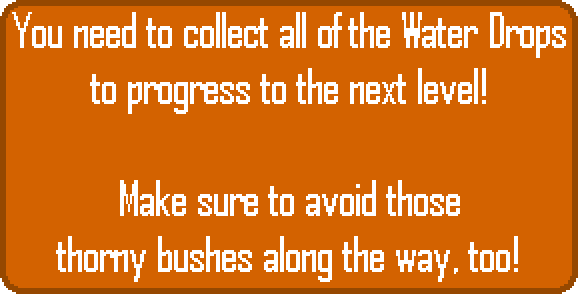 You need to collect all of the Water Drops
to progress to the next level!
Make sure to avoid those
thorny bushes along the way, too!